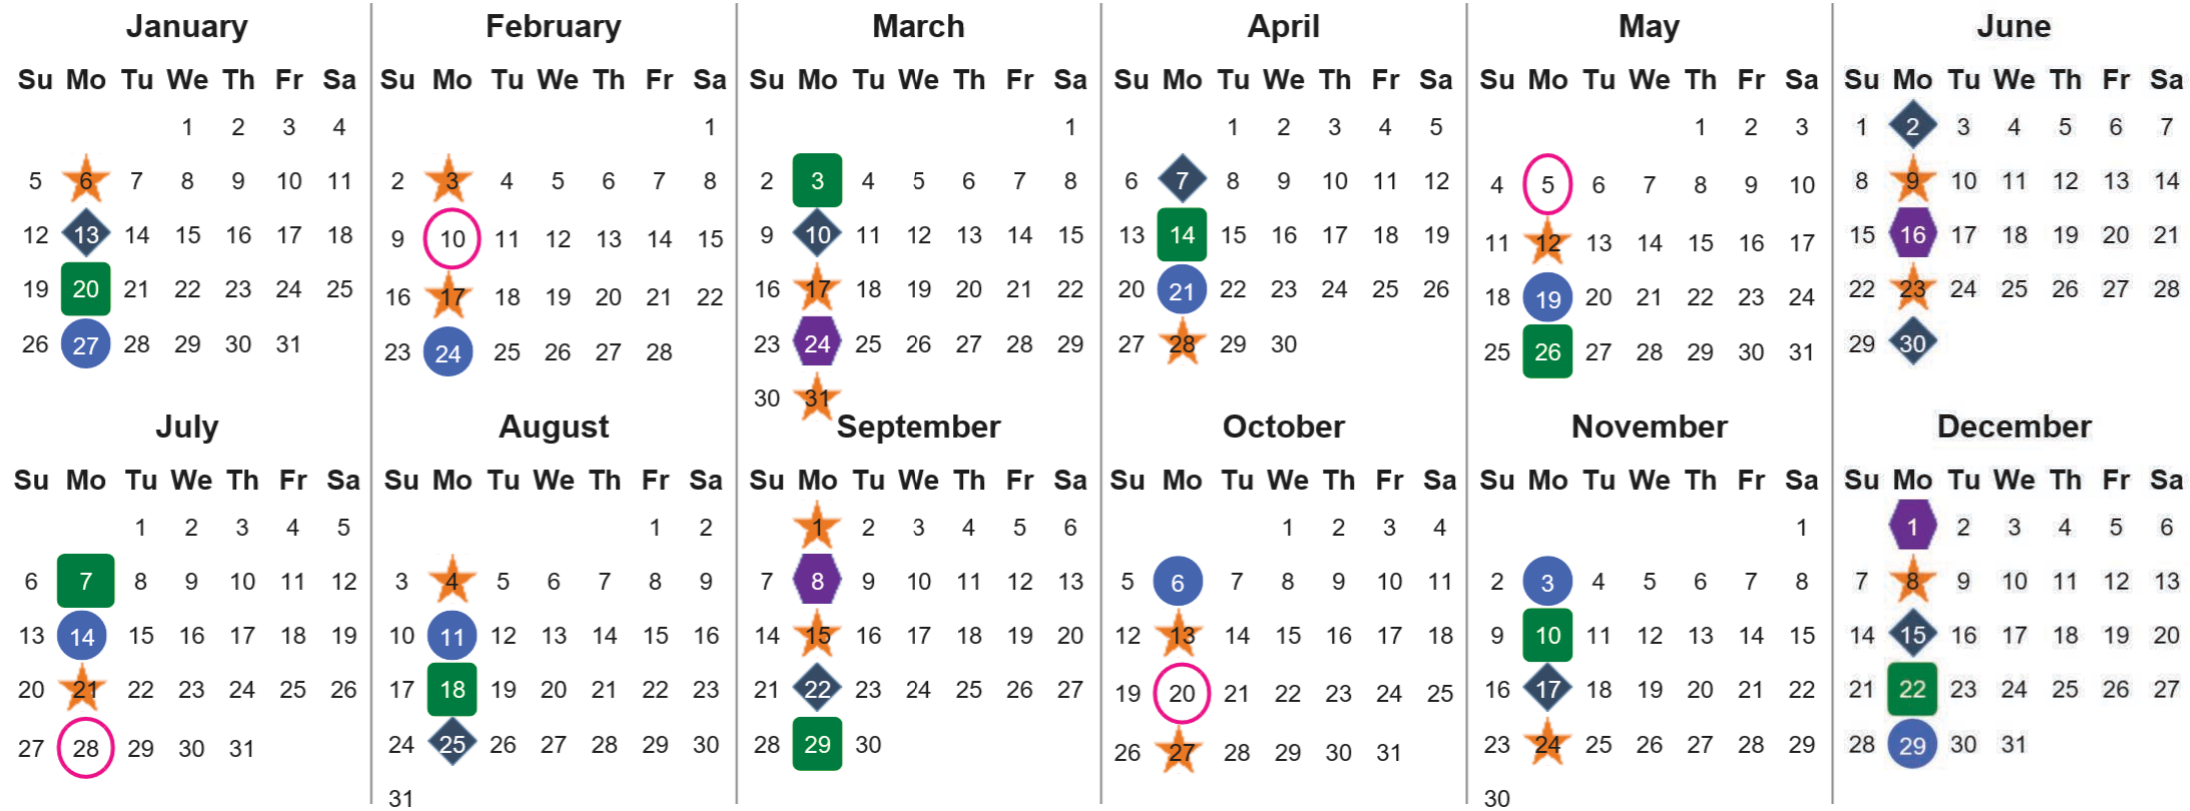 January February March April May June
Su Mo Tu We Th Fr Sa Su Mo Tu We Th Fr Sa Su Mo Tu We Th Fr Sa Su Mo Tu We Th Fr Sa Su Mo Tu We Th Fr Sa Su Mo Tu We Th Fr Sa
1 2 3 4 1 1 1 2 3 4 5 1 2 3 1 2 3 4 5 6 7
5 6 7 8 9 10 11 2 3 4 5 6 7 8 2 3 4 5 6 7 8 6 7 8 9 10 11 12 4 5 6 7 8 9 10 8 9 10 11 12 13 14
12 13 14 15 16 17 18 9 10 11 12 13 14 15 9 10 11 12 13 14 15 13 14 15 16 17 18 19 11 12 13 14 15 16 17 15 16 17 18 19 20 21
19 20 21 22 23 24 25 16 17 18 19 20 21 22 16 17 18 19 20 21 22 20 21 22 23 24 25 26 18 19 20 21 22 23 24 22 23 24 25 26 27 28
26 27 28 29 30 31 23 24 25 26 27 28 23 24 25 26 27 28 29 27 28 29 30 25 26 27 28 29 30 31 29 30
30 31
July August September October November December
Su Mo Tu We Th Fr Sa Su Mo Tu We Th Fr Sa Su Mo Tu We Th Fr Sa Su Mo Tu We Th Fr Sa Su Mo Tu We Th Fr Sa Su Mo Tu We Th Fr Sa
1 2 3 4 5 1 2 1 2 3 4 5 6 1 2 3 4 1 1 2 3 4 5 6
6 7 8 9 10 11 12 3 4 5 6 7 8 9 7 8 9 10 11 12 13 5 6 7 8 9 10 11 2 3 4 5 6 7 8 7 8 9 10 11 12 13
13 14 15 16 17 18 19 10 11 12 13 14 15 16 14 15 16 17 18 19 20 12 13 14 15 16 17 18 9 10 11 12 13 14 15 14 15 16 17 18 19 20
20 21 22 23 24 25 26 17 18 19 20 21 22 23 21 22 23 24 25 26 27 19 20 21 22 23 24 25 16 17 18 19 20 21 22 21 22 23 24 25 26 27
27 28 29 30 31 24 25 26 27 28 29 30 28 29 30 26 27 28 29 30 31 23 24 25 26 27 28 29 28 29 30 31
31 30